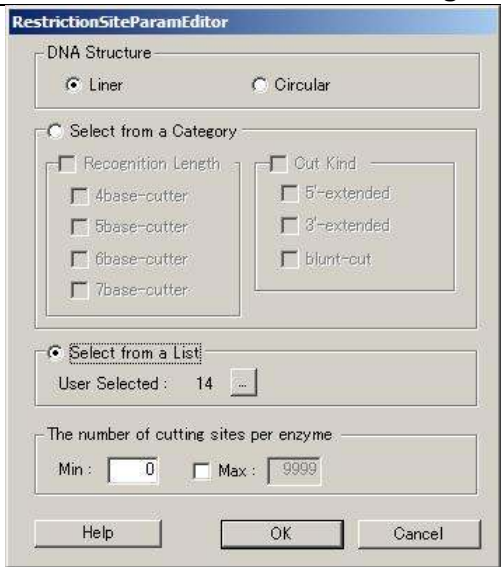 RestrictionSiteParamEditor
DNA Structure
Liner Circular
Select from a Category
Recognition Length Cut Kind
4base-cutter 5'-extended
5base-cutter 3'-extended
6base-cutter blunt-cut
7base-cutter
Select from a List
User Selected : 14 ...
The number of cutting sites per enzyme
Min : 0 Max : 9999
Help OK Cancel